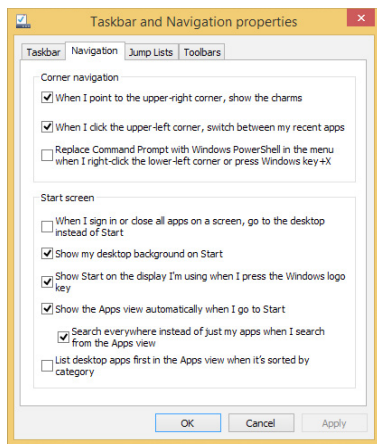 Taskbar and Navigation properties
Taskbar Navigation Jump Lists Toolbars
Corner navigation
When I point to the upper-right corner, show the charms
When I click the upper-left corner, switch between my recent apps
Replace Command Prompt with Windows PowerShell in the menu
when I right-click the lower-left corner or press Windows key+X
Start screen
When I sign in or close all apps on a screen, go to the desktop
instead of Start
Show my desktop background on Start
Show Start on the display I'm using when I press the Windows logo
key
Show the Apps view automatically when I go to Start
Search everywhere instead of just my apps when I search
from the Apps view
List desktop apps first in the Apps view when it's sorted by
category
OK Cancel Apply